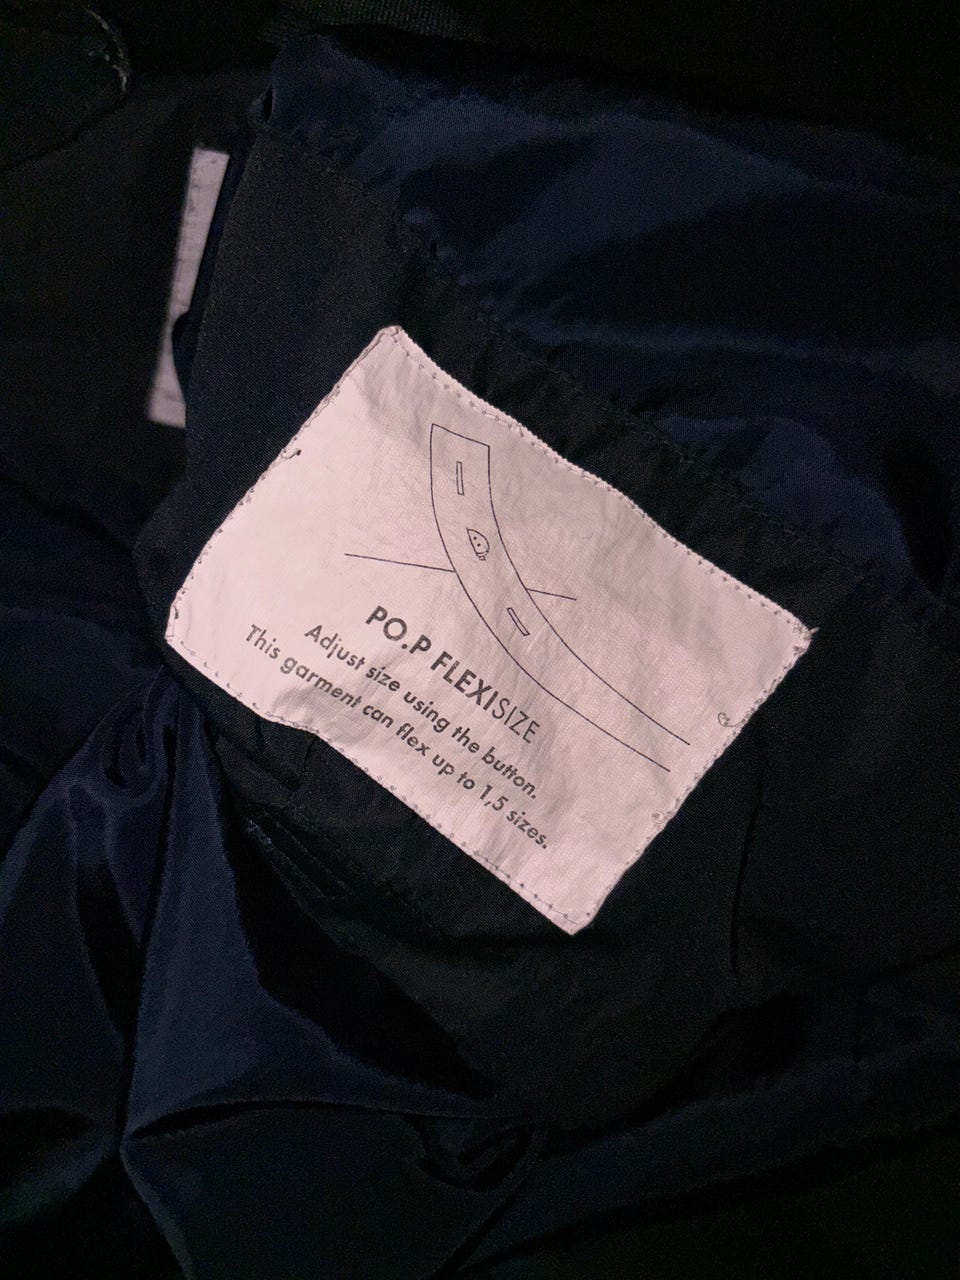 PO.P FLEXISIZE
Adjust size using the button.
This garment can flex up to 1,5 sizes.